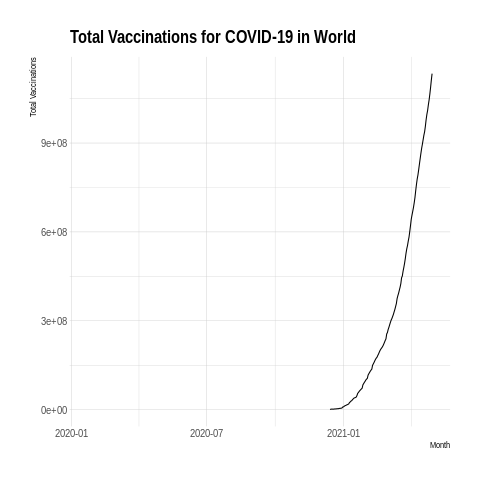 Total Vaccinations for COVID-19 in World
Total Vaccinations
9e+08
6e+08
3e+08
0e+00
2020-01 2020-07 2021-01
Month